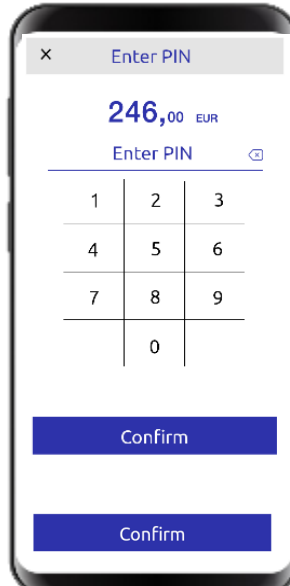 × Enter PIN
246,00 EUR
Enter PIN
1 2 3
4 5 6
7 8 9
0
Confirm
Confirm